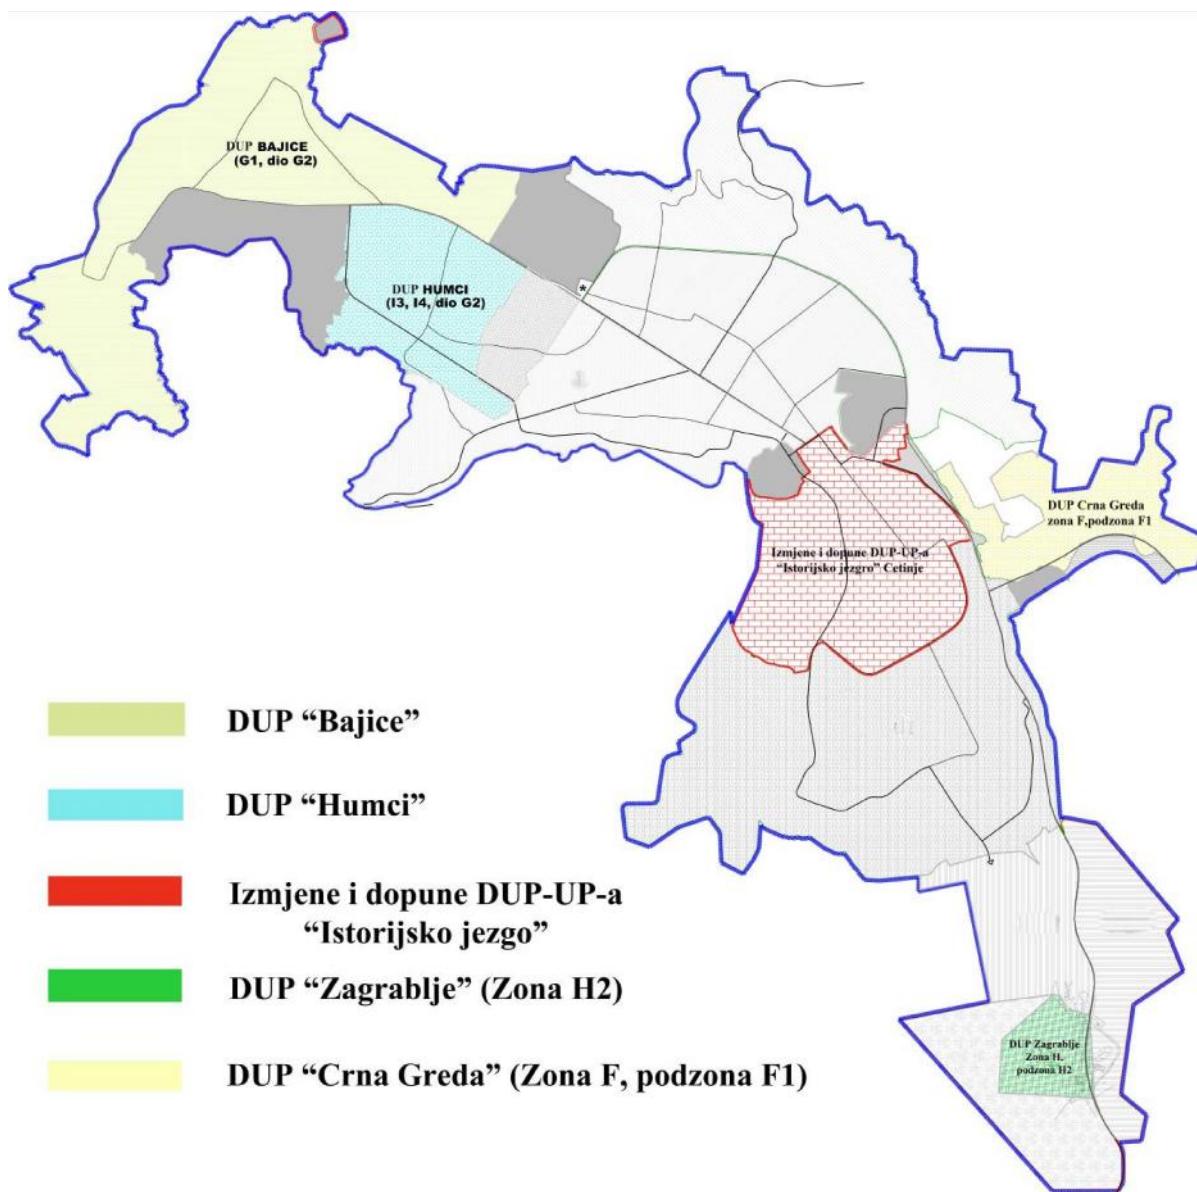 DUP BAJICE
(G1, dio G2)
DUP HUMCI
(I3, I4, dio G2)
*
DUP Crna Greda
zona F,podzona F1
Izmjene i dopune DUP-UP-a
“Istorijsko jezgro” Cetinje
DUP “Bajice”
DUP “Humci”
Izmjene i dopune DUP-UP-a
“Istorijsko jezgo”
DUP “Zagrablje” (Zona H2)
DUP “Crna Greda” (Zona F, podzona F1)
DUP Zagrablje
Zona H,
podzona H2